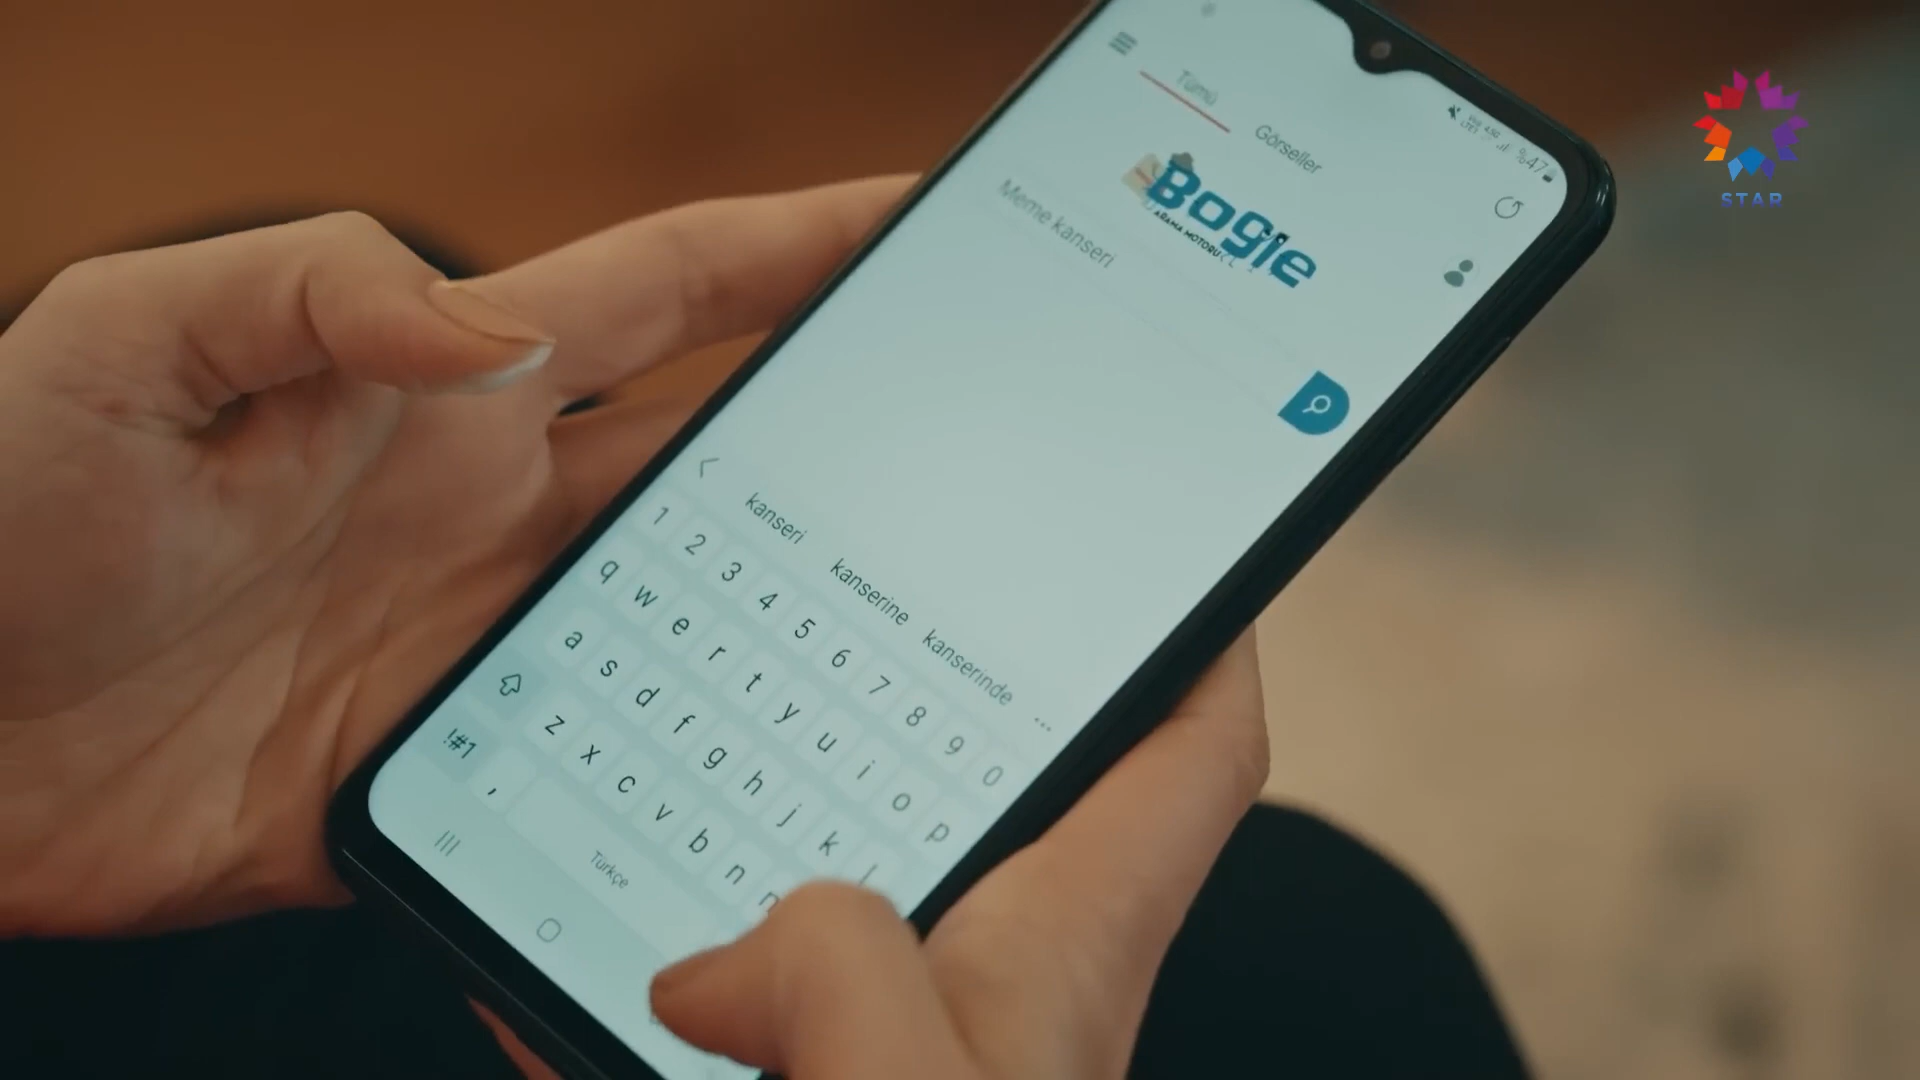 %47
Tümü
Görseller
Bogle
ARAMA MOTORU
Meme kanseri
kanseri
kanserine
kanserinde
...
1 2 3 4 5 6 7 8 9 0
q w e r t y u i o p
a s d f g h j k l
z x c v b n
!#1 ,
Türkçe
STAR